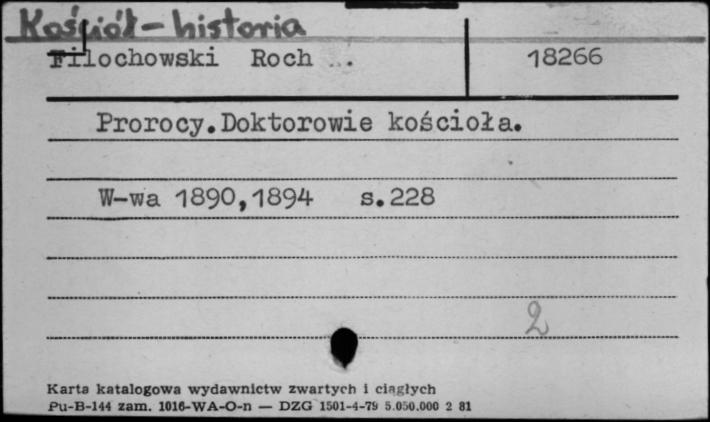 Kościół - historia
Filochowski Roch 18266
Prorocy.Doktorowie kościoła.
W-wa 1890,1894 s.228
2
Karta katalogowa wydawnictw zwartych i ciągłych
Pu-B-144 zam. 1016-WA-O-n — DZG 1501-4-79 5.050.000 2 81